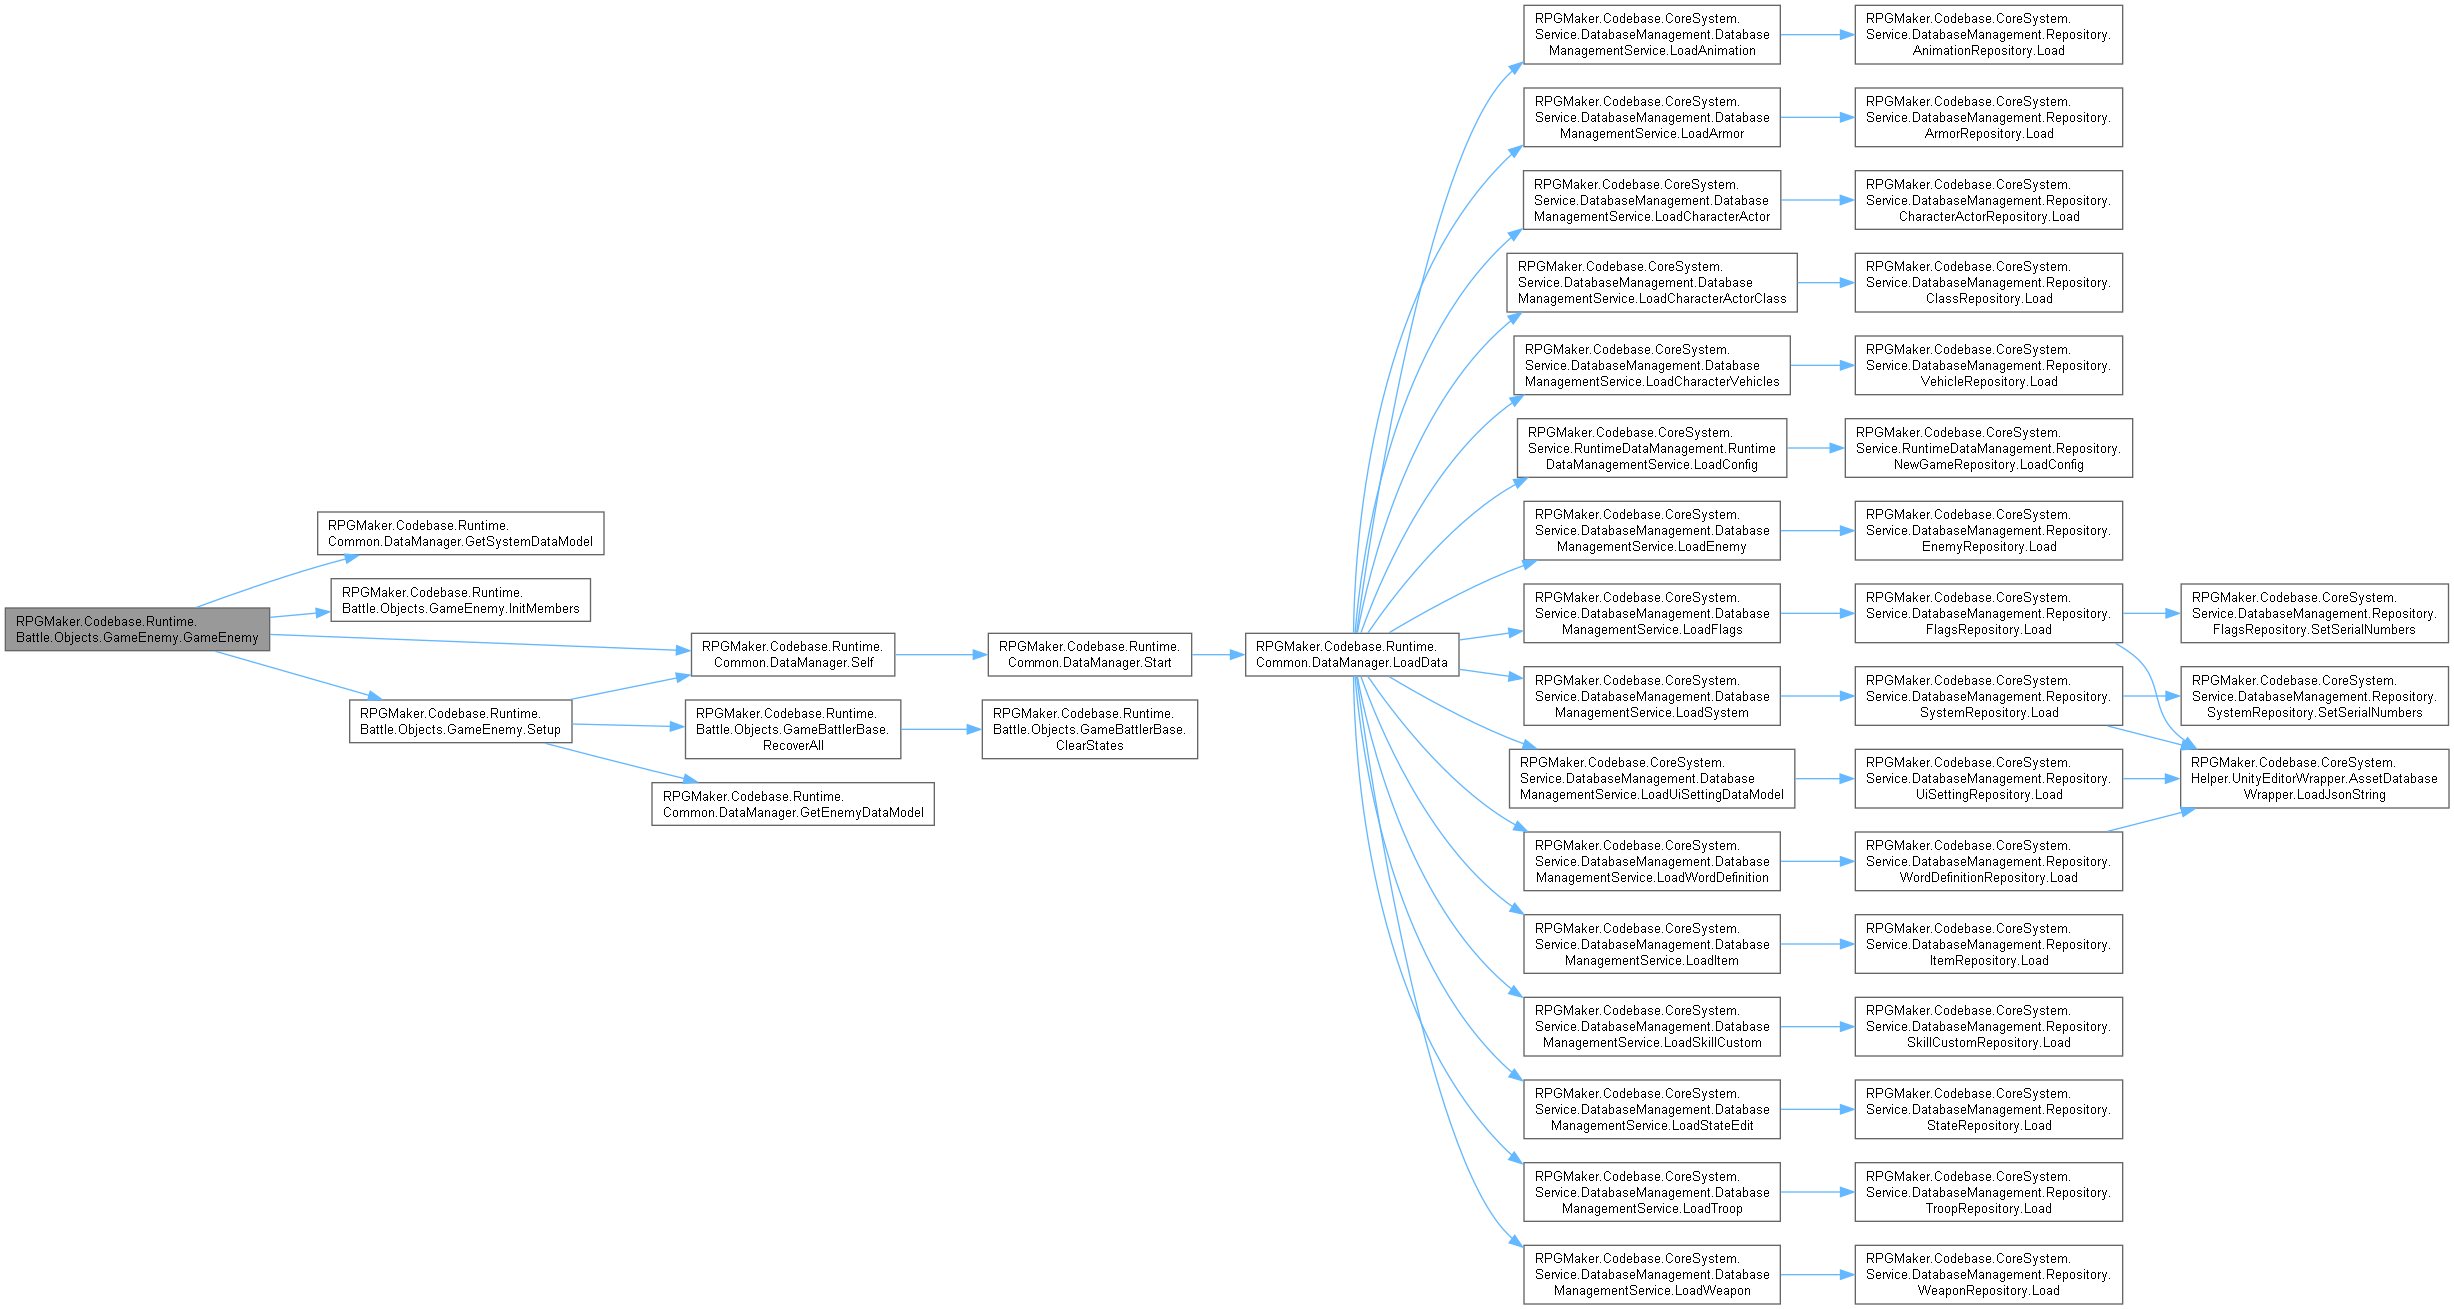 RPGMaker.Codebase.Runtime.
Battle.Objects.GameEnemy.GameEnemy
RPGMaker.Codebase.Runtime.
Common.DataManager.GetSystemDataModel
RPGMaker.Codebase.Runtime.
Battle.Objects.GameEnemy.InitMembers
RPGMaker.Codebase.Runtime.
Common.DataManager.Self
RPGMaker.Codebase.Runtime.
Battle.Objects.GameEnemy.Setup
RPGMaker.Codebase.Runtime.
Battle.Objects.GameBattlerBase.
RecoverAll
RPGMaker.Codebase.Runtime.
Common.DataManager.GetEnemyDataModel
RPGMaker.Codebase.Runtime.
Common.DataManager.Start
RPGMaker.Codebase.Runtime.
Battle.Objects.GameBattlerBase.
ClearStates
RPGMaker.Codebase.Runtime.
Common.DataManager.LoadData
RPGMaker.Codebase.CoreSystem.
Service.DatabaseManagement.Database
ManagementService.LoadAnimation
RPGMaker.Codebase.CoreSystem.
Service.DatabaseManagement.Repository.
AnimationRepository.Load
RPGMaker.Codebase.CoreSystem.
Service.DatabaseManagement.Database
ManagementService.LoadArmor
RPGMaker.Codebase.CoreSystem.
Service.DatabaseManagement.Repository.
ArmorRepository.Load
RPGMaker.Codebase.CoreSystem.
Service.DatabaseManagement.Database
ManagementService.LoadCharacterActor
RPGMaker.Codebase.CoreSystem.
Service.DatabaseManagement.Repository.
CharacterActorRepository.Load
RPGMaker.Codebase.CoreSystem.
Service.DatabaseManagement.Database
ManagementService.LoadCharacterActorClass
RPGMaker.Codebase.CoreSystem.
Service.DatabaseManagement.Repository.
ClassRepository.Load
RPGMaker.Codebase.CoreSystem.
Service.DatabaseManagement.Database
ManagementService.LoadCharacterVehicles
RPGMaker.Codebase.CoreSystem.
Service.DatabaseManagement.Repository.
VehicleRepository.Load
RPGMaker.Codebase.CoreSystem.
Service.RuntimeDataManagement.Runtime
DataManagementService.LoadConfig
RPGMaker.Codebase.CoreSystem.
Service.RuntimeDataManagement.Repository.
NewGameRepository.LoadConfig
RPGMaker.Codebase.CoreSystem.
Service.DatabaseManagement.Database
ManagementService.LoadEnemy
RPGMaker.Codebase.CoreSystem.
Service.DatabaseManagement.Repository.
EnemyRepository.Load
RPGMaker.Codebase.CoreSystem.
Service.DatabaseManagement.Database
ManagementService.LoadFlags
RPGMaker.Codebase.CoreSystem.
Service.DatabaseManagement.Repository.
FlagsRepository.Load
RPGMaker.Codebase.CoreSystem.
Service.DatabaseManagement.Repository.
FlagsRepository.SetSerialNumbers
RPGMaker.Codebase.CoreSystem.
Service.DatabaseManagement.Database
ManagementService.LoadSystem
RPGMaker.Codebase.CoreSystem.
Service.DatabaseManagement.Repository.
SystemRepository.Load
RPGMaker.Codebase.CoreSystem.
Service.DatabaseManagement.Repository.
SystemRepository.SetSerialNumbers
RPGMaker.Codebase.CoreSystem.
Service.DatabaseManagement.Database
ManagementService.LoadUiSettingDataModel
RPGMaker.Codebase.CoreSystem.
Service.DatabaseManagement.Repository.
UiSettingRepository.Load
RPGMaker.Codebase.CoreSystem.
Helper.UnityEditorWrapper.AssetDatabase
Wrapper.LoadJsonString
RPGMaker.Codebase.CoreSystem.
Service.DatabaseManagement.Database
ManagementService.LoadWordDefinition
RPGMaker.Codebase.CoreSystem.
Service.DatabaseManagement.Repository.
WordDefinitionRepository.Load
RPGMaker.Codebase.CoreSystem.
Service.DatabaseManagement.Database
ManagementService.LoadItem
RPGMaker.Codebase.CoreSystem.
Service.DatabaseManagement.Repository.
ItemRepository.Load
RPGMaker.Codebase.CoreSystem.
Service.DatabaseManagement.Database
ManagementService.LoadSkillCustom
RPGMaker.Codebase.CoreSystem.
Service.DatabaseManagement.Repository.
SkillCustomRepository.Load
RPGMaker.Codebase.CoreSystem.
Service.DatabaseManagement.Database
ManagementService.LoadStateEdit
RPGMaker.Codebase.CoreSystem.
Service.DatabaseManagement.Repository.
StateRepository.Load
RPGMaker.Codebase.CoreSystem.
Service.DatabaseManagement.Database
ManagementService.LoadTroop
RPGMaker.Codebase.CoreSystem.
Service.DatabaseManagement.Repository.
TroopRepository.Load
RPGMaker.Codebase.CoreSystem.
Service.DatabaseManagement.Database
ManagementService.LoadWeapon
RPGMaker.Codebase.CoreSystem.
Service.DatabaseManagement.Repository.
WeaponRepository.Load